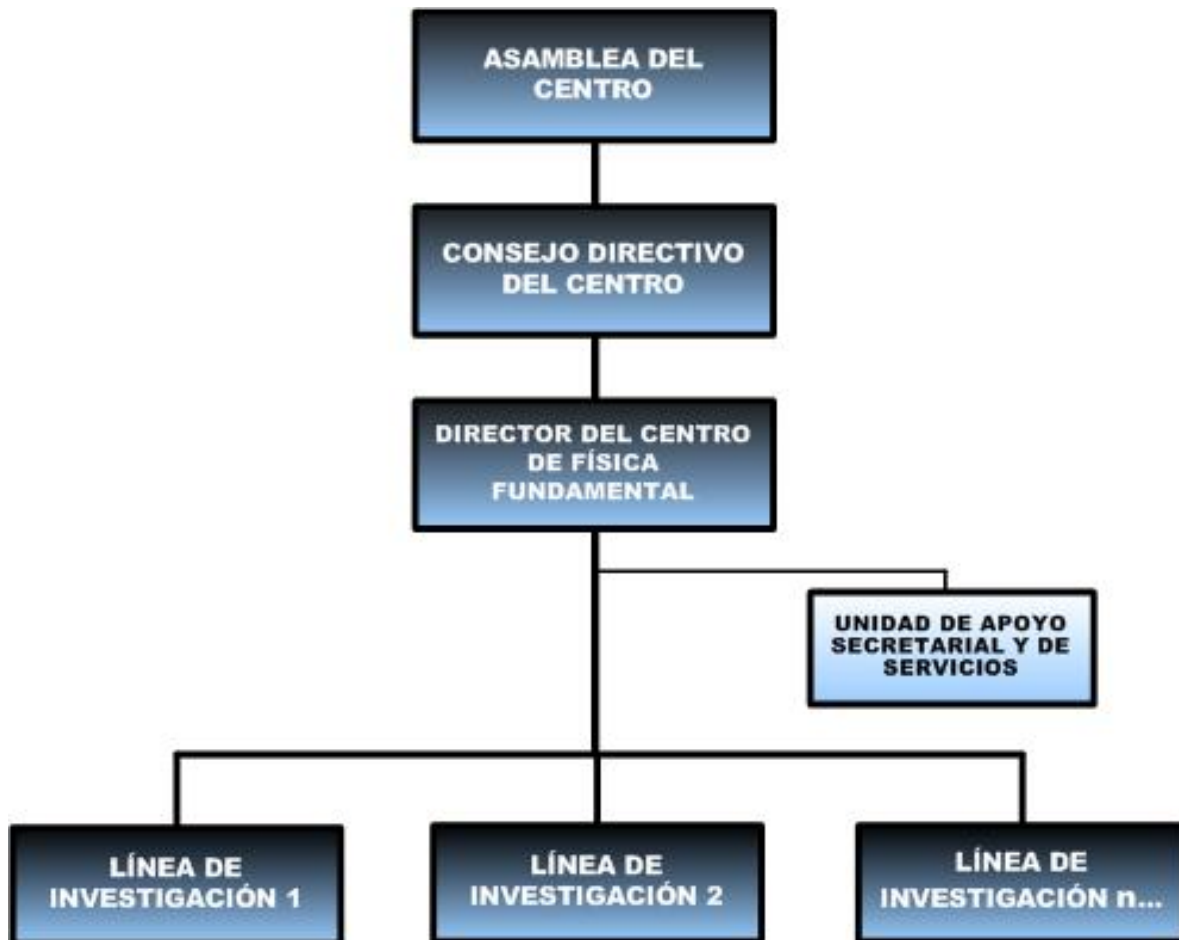 ASAMBLEA DEL
CENTRO
CONSEJO DIRECTIVO
DEL CENTRO
DIRECTOR DEL CENTRO
DE FÍSICA
FUNDAMENTAL
UNIDAD DE APOYO
SECRETARIAL Y DE
SERVICIOS
LÍNEA DE
INVESTIGACIÓN 1
LÍNEA DE
INVESTIGACIÓN 2
LÍNEA DE
INVESTIGACIÓN n...